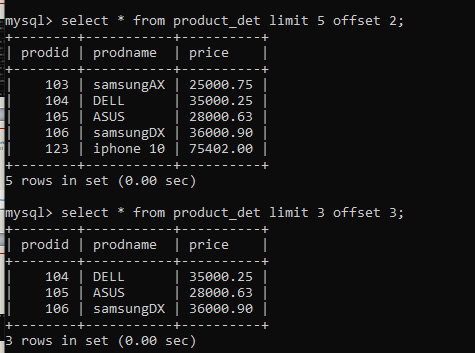 mysql> select * from product_det limit 5 offset 2;
+--------+-----------+----------+
| prodid | prodname  | price    |
+--------+-----------+----------+
|    103 | samsungAX | 25000.75 |
|    104 | DELL      | 35000.25 |
|    105 | ASUS      | 28000.63 |
|    106 | samsungDX | 36000.90 |
|    123 | iphone 10 | 75402.00 |
+--------+-----------+----------+
5 rows in set (0.00 sec)

mysql> select * from product_det limit 3 offset 3;
+--------+-----------+----------+
| prodid | prodname  | price    |
+--------+-----------+----------+
|    104 | DELL      | 35000.25 |
|    105 | ASUS      | 28000.63 |
|    106 | samsungDX | 36000.90 |
+--------+-----------+----------+
3 rows in set (0.00 sec)